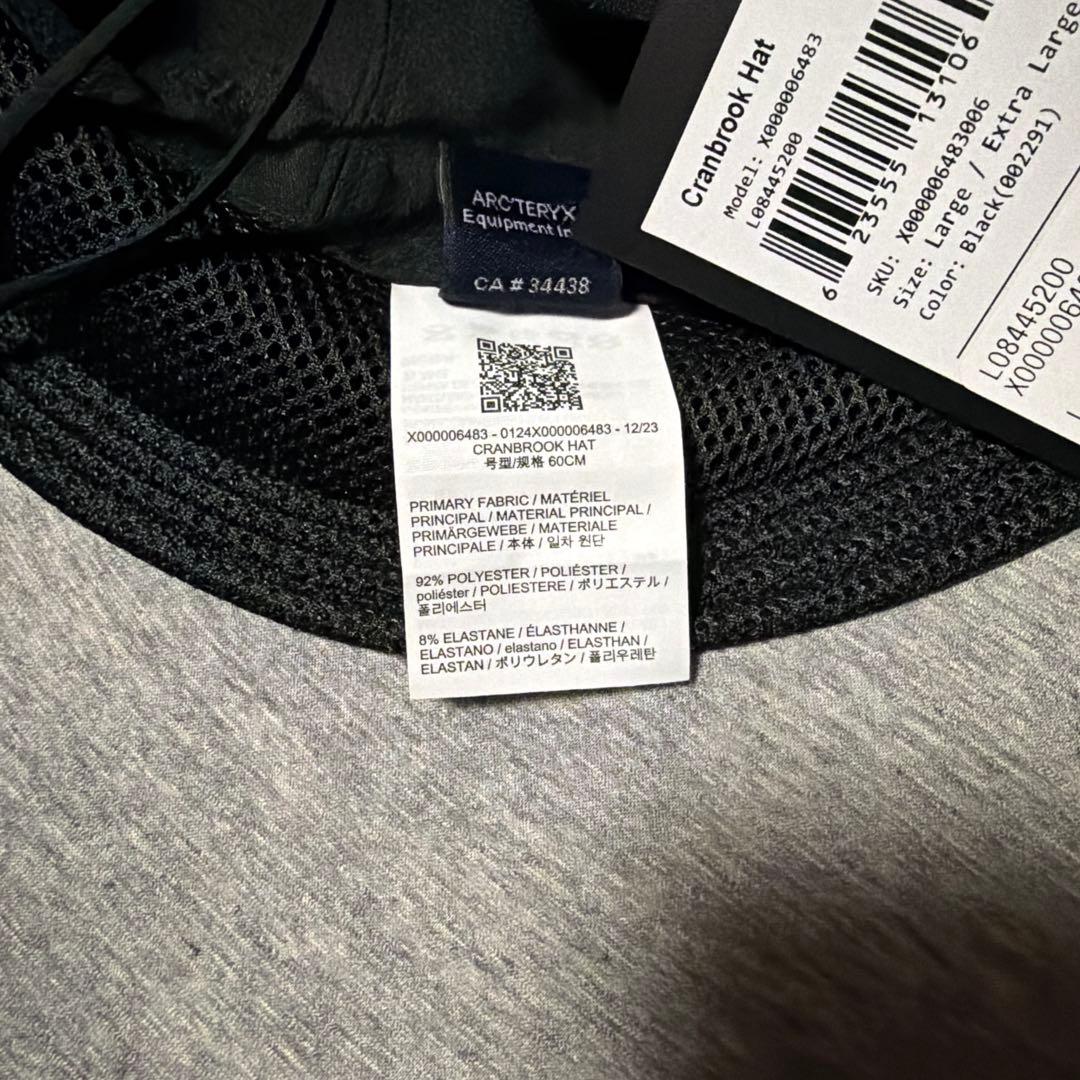 Cranbrook Hat
Model: X000006483
L08445200
6 23555 13106
SKU: X000006483006
Size: Large / Extra Large
Color: Black(002291)
L08445200
ARC'TERYX
Equipment
CA # 34438
X000006483 - 0124X000006483 - 12/23
CRANBROOK HAT
号型/规格 60CM
PRIMARY FABRIC / MATÉRIEL
PRINCIPAL / MATERIAL PRINCIPAL /
PRIMÄRGEWEBE / MATERIALE
PRINCIPALE / 本体 / 일차 원단
92% POLYESTER / POLIÉSTER /
poliéster / POLIESTERE / ポリエステル /
폴리에스터
8% ELASTANE / ÉLASTHANNE /
ELASTANO / elastano / ELASTHAN /
ELASTAN / ポリウレタン / 폴리우레탄